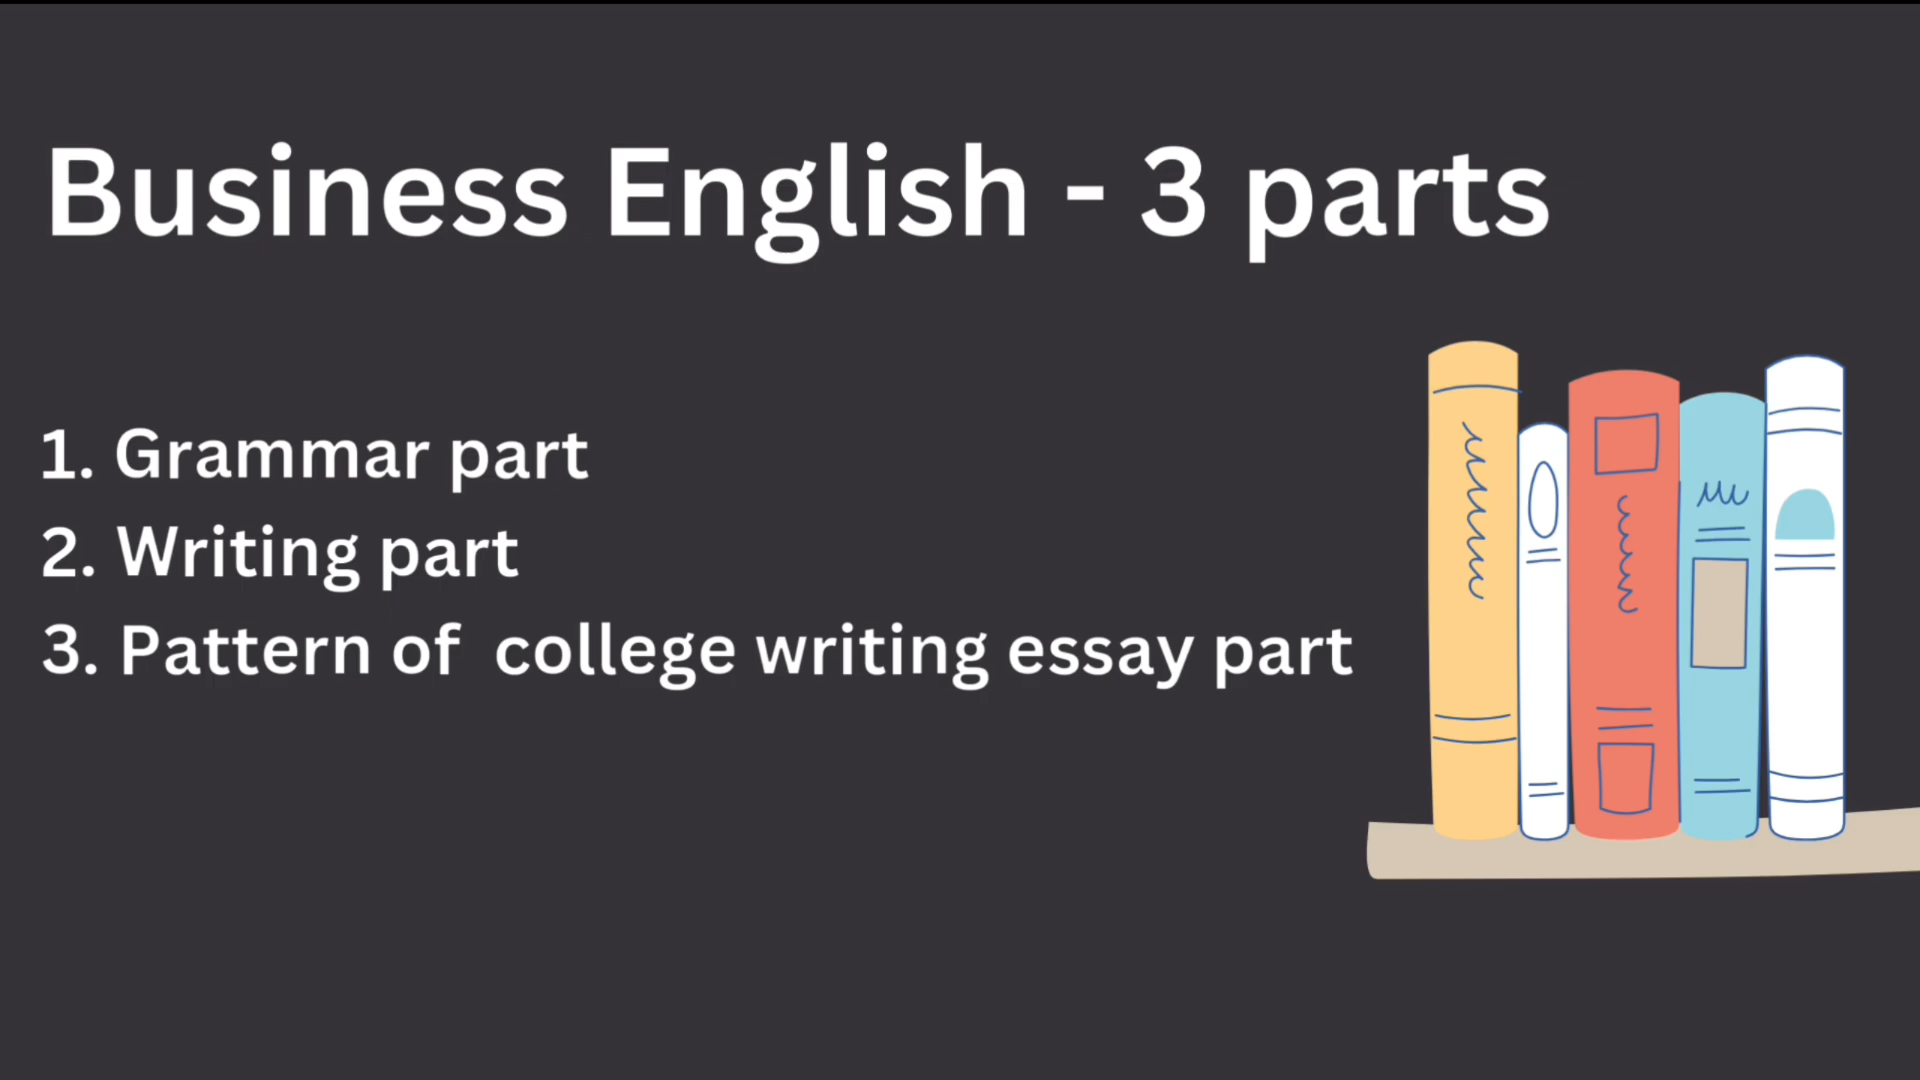 Business English - 3 parts
1. Grammar part
2. Writing part
3. Pattern of college writing essay part